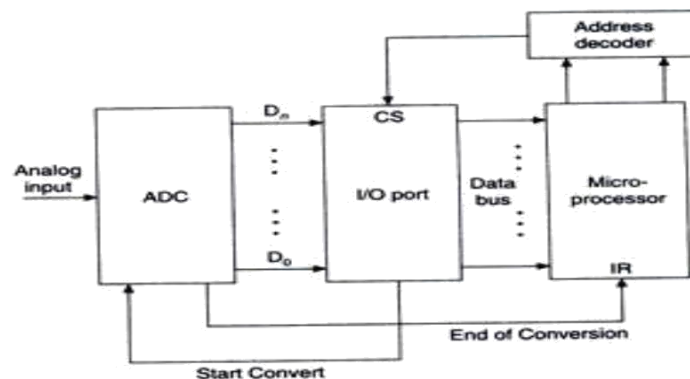 Address
decoder
CS
Dn
Analog
input
ADC
I/O port
Data
bus
Micro-
processor
D0
IR
End of Conversion
Start Convert